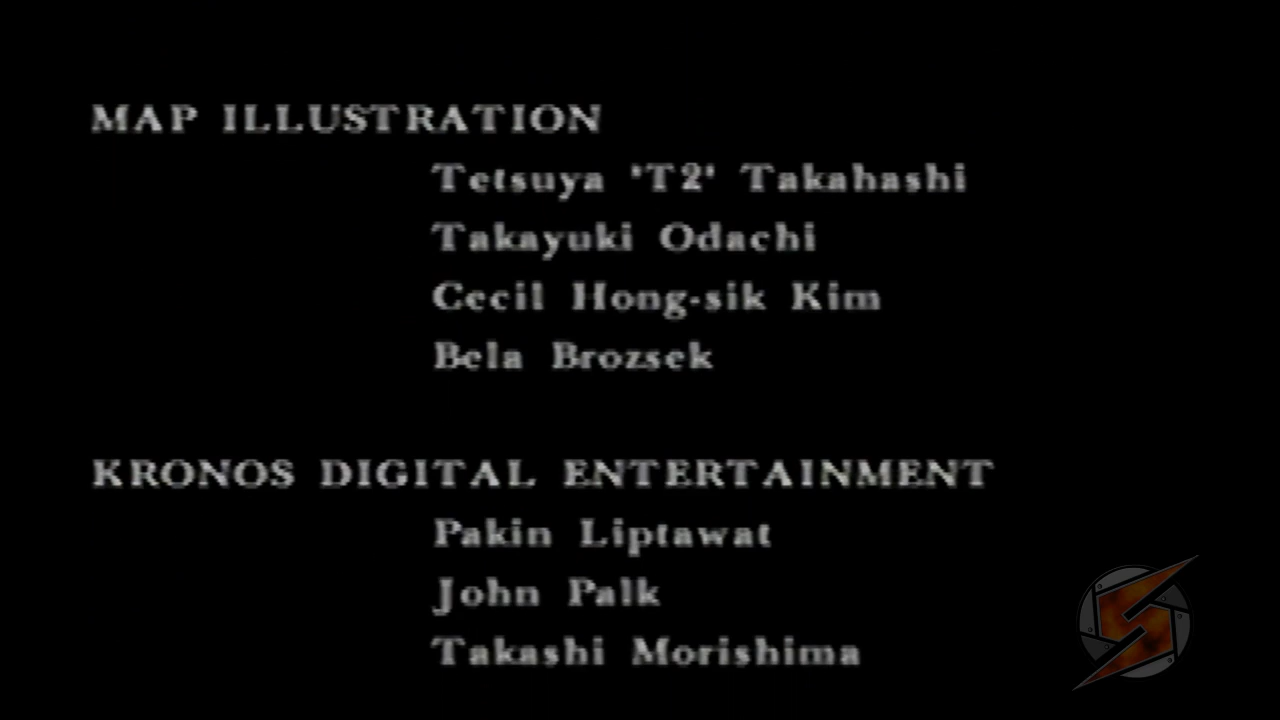 MAP ILLUSTRATION
Tetsuya 'T2' Takahashi
Takayuki Odachi
Cecil Hong-sik Kim
Bela Brozsek
KRONOS DIGITAL ENTERTAINMENT
Pakin Liptawat
John Palk
Takashi Morishima